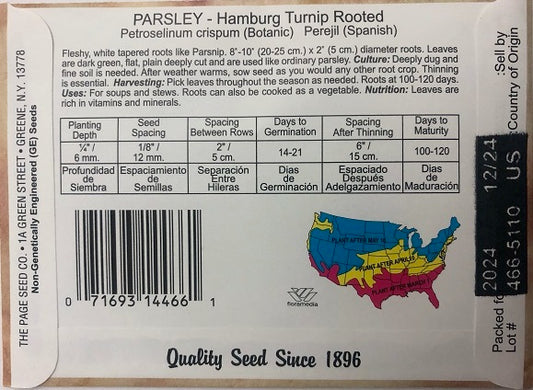 PARSLEY - Hamburg Turnip Rooted
Petroselinum crispum (Botanic) Perejil (Spanish)
Fleshy, white tapered roots like Parsnip. 8"-10" (20-25 cm.) x 2" (5 cm.) diameter roots. Leaves
are dark green, flat, plain deeply cut and are used like ordinary parsley. Culture: Deeply dug and
fine soil is needed. After weather warms, sow seed as you would any other root crop. Thinning
is essential. Harvesting: Pick leaves throughout the season as needed. Roots at 100-120 days.
Uses: For soups and stews. Roots can also be cooked as a vegetable. Nutrition: Leaves are
rich in vitamins and minerals.
Planting Depth
Seed Spacing
Spacing Between Rows
Days to Germination
Spacing After Thinning
Days to Maturity
¼"/ 6 mm.
1/8"/ 12 mm.
2"/ 5 cm.
14-21
6"/ 15 cm.
100-120
Profundidad de Siembra
Espaciamiento de Semillas
Separación Entre Hileras
Dias de Germinación
Espaciado Después Adelgazamiento
Dias de Maduración
0 71693 14466 1
PLANT AFTER MAY 10
PLANT AFTER APRIL 1
PLANT AFTER MARCH 1
floramedia
Quality Seed Since 1896
THE PAGE SEED CO. • 1A GREEN STREET • GREENE, N.Y. 13778
Non-Genetically Engineered (GE) Seeds
Packed fo
2024 12/24
:Sell by
Lot #
466-5110 US
:Country of Origin